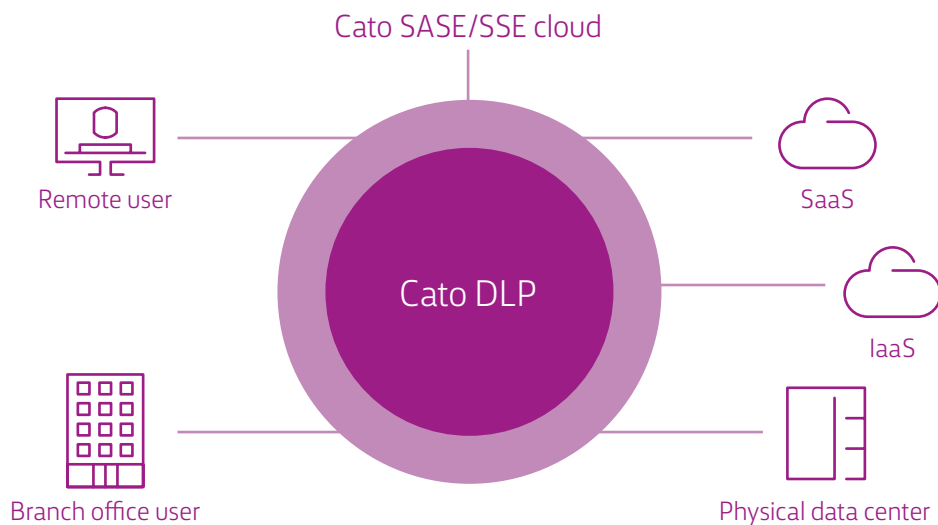 Cato SASE/SSE cloud
Remote user
SaaS
Cato DLP
IaaS
Branch office user
Physical data center